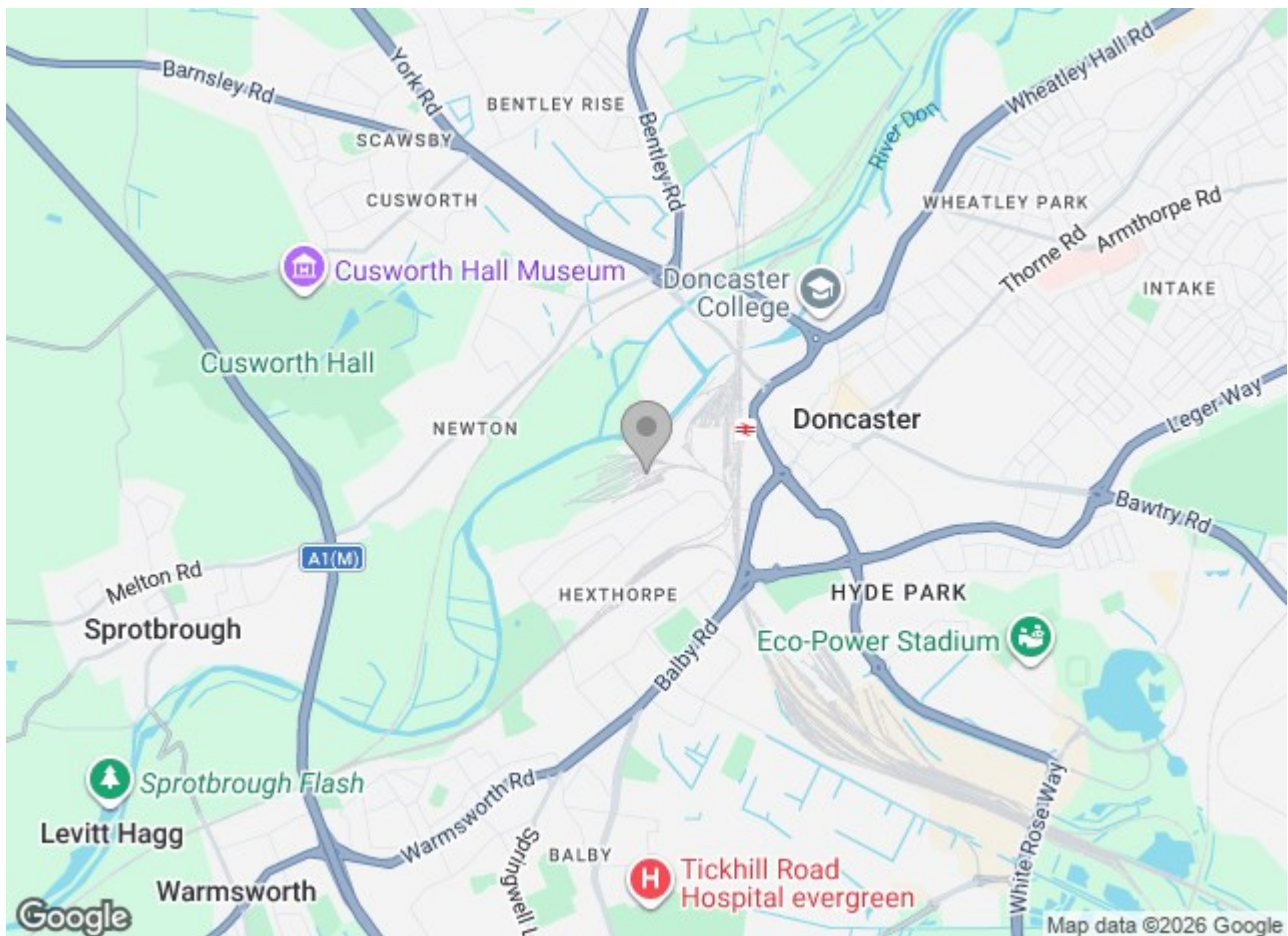 Barnsley Rd
York Rd
BENTLEY RISE
Bentley Rd
Wheatley Hall Rd
SCAWSBY
River Don
CUSWORTH
WHEATLEY PARK
Armthorpe Rd
Thorne Rd
Cusworth Hall Museum
Doncaster
College
INTAKE
Cusworth Hall
Leger Way
NEWTON
Doncaster
Bawtry Rd
A1(M)
Melton Rd
HEXTHORPE
HYDE PARK
Sprotbrough
Eco-Power Stadium
Balby Rd
Sprotbrough Flash
Warmsworth Rd
White Rose Way
Levitt Hagg
Springwell L
BALBY
Tickhill Road
Hospital evergreen
H
Warmsworth
Google
Map data ©2026 Google